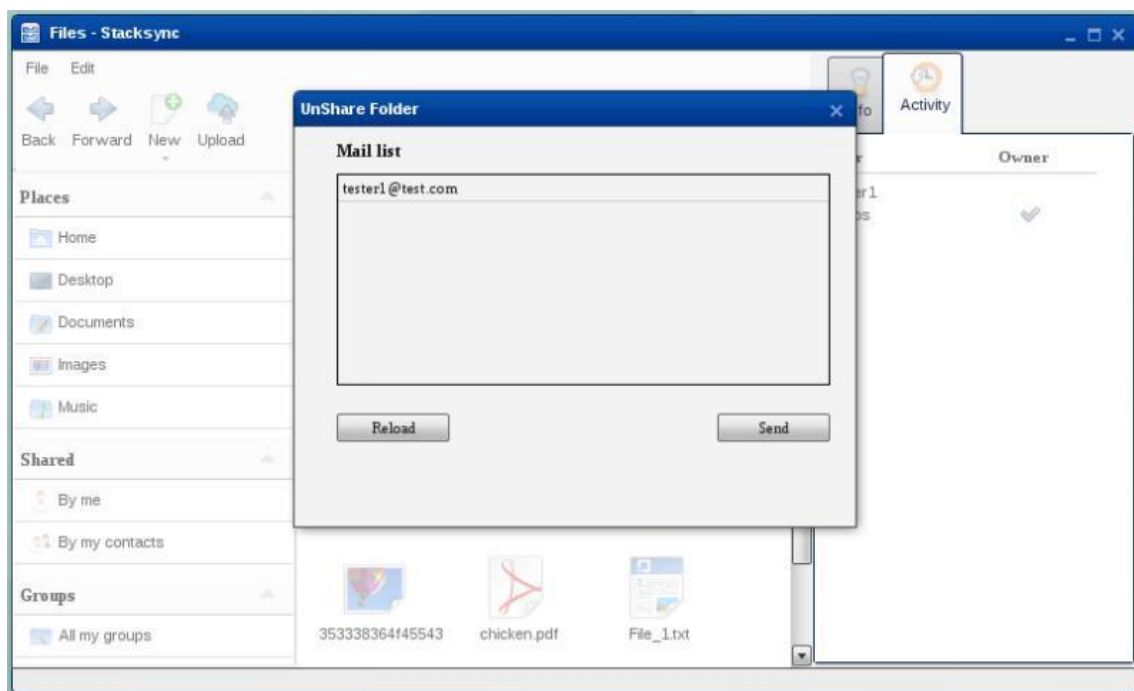 Files - Stacksync
File Edit
Back Forward New Upload
Activity
UnShare Folder
Mail list
tester1@test.com
Reload Send
Owner
Places
Home
Desktop
Documents
Images
Music
Shared
By me
By my contacts
Groups
All my groups
353338364f45543 chicken.pdf File_1.txt